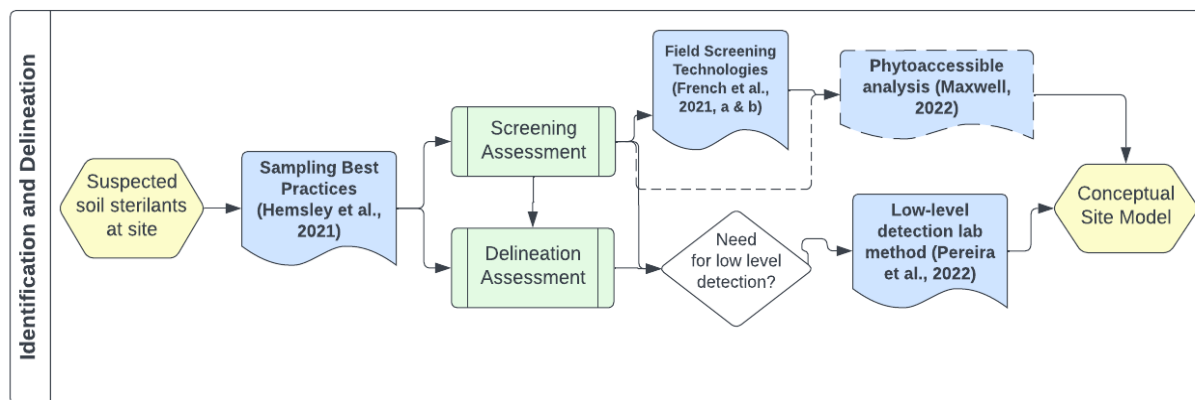 Identification and Delineation
Suspected
soil sterilants
at site
Sampling Best
Practices
(Hemsley et al.,
2021)
Screening
Assessment
Delineation
Assessment
Field Screening
Technologies
(French et al.,
2021, a & b)
Need
for low level
detection?
Phytoaccessible
analysis (Maxwell,
2022)
Low-level
detection lab
method (Pereira
et al., 2022)
Conceptual
Site Model